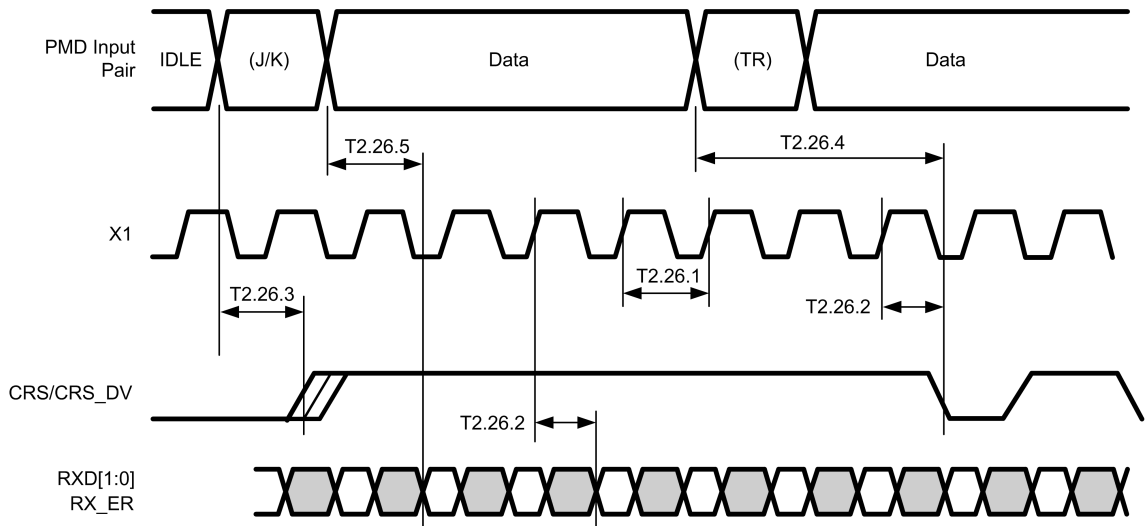 PMD Input
Pair
IDLE
(J/K)
Data
(TR)
Data
T2.26.5
T2.26.4
X1
T2.26.3
T2.26.1
T2.26.2
CRS/CRS_DV
T2.26.2
RXD[1:0]
RX_ER